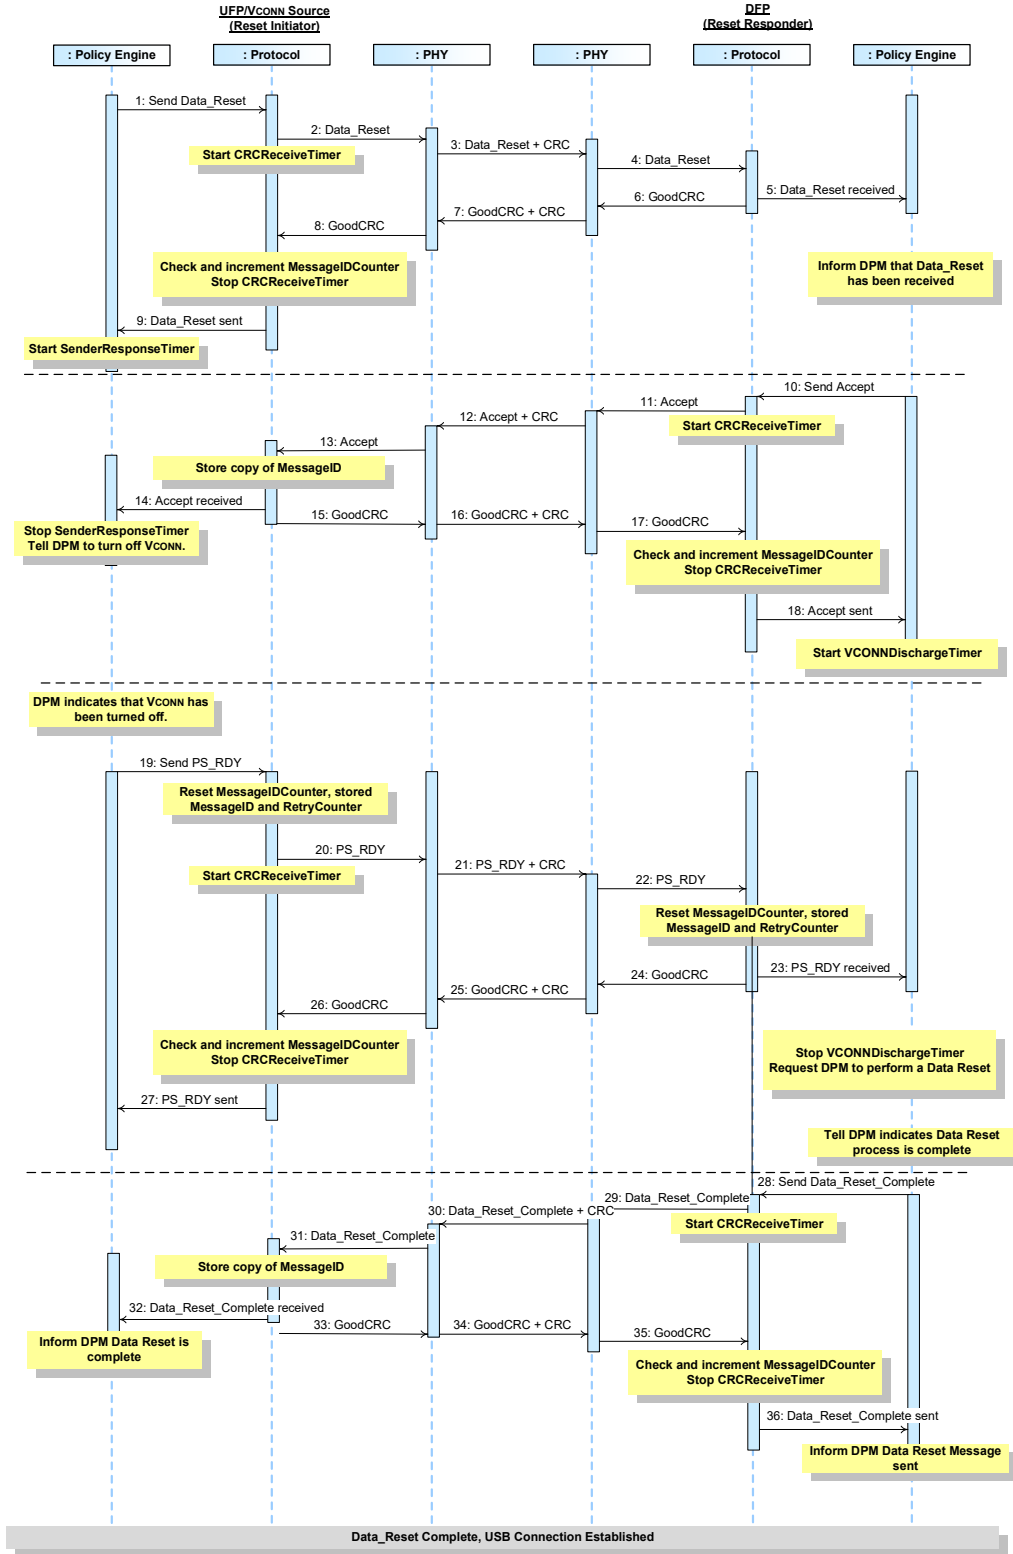 UFP/VCONN Source
(Reset Initiator)
DFP
(Reset Responder)
: Policy Engine
: Protocol
: PHY
: PHY
: Protocol
: Policy Engine
1: Send Data_Reset
2: Data_Reset
Start CRCReceiveTimer
3: Data_Reset + CRC
4: Data_Reset
5: Data_Reset received
6: GoodCRC
7: GoodCRC + CRC
8: GoodCRC
Check and increment MessageIDCounter
Stop CRCReceiveTimer
Inform DPM that Data_Reset
has been received
9: Data_Reset sent
Start SenderResponseTimer
10: Send Accept
11: Accept
Start CRCReceiveTimer
12: Accept + CRC
13: Accept
Store copy of MessageID
14: Accept received
15: GoodCRC
16: GoodCRC + CRC
17: GoodCRC
Stop SenderResponseTimer
Tell DPM to turn off VCONN.
Check and increment MessageIDCounter
Stop CRCReceiveTimer
18: Accept sent
Start VCONNDischargeTimer
DPM indicates that VCONN has
been turned off.
19: Send PS_RDY
Reset MessageIDCounter, stored
MessageID and RetryCounter
20: PS_RDY
Start CRCReceiveTimer
21: PS_RDY + CRC
22: PS_RDY
Reset MessageIDCounter, stored
MessageID and RetryCounter
23: PS_RDY received
24: GoodCRC
25: GoodCRC + CRC
26: GoodCRC
Check and increment MessageIDCounter
Stop CRCReceiveTimer
Stop VCONNDischargeTimer
Request DPM to perform a Data Reset
27: PS_RDY sent
Tell DPM indicates Data Reset
process is complete
28: Send Data_Reset_Complete
29: Data_Reset_Complete
Start CRCReceiveTimer
30: Data_Reset_Complete + CRC
31: Data_Reset_Complete
Store copy of MessageID
32: Data_Reset_Complete received
33: GoodCRC
34: GoodCRC + CRC
35: GoodCRC
Inform DPM Data Reset is
complete
Check and increment MessageIDCounter
Stop CRCReceiveTimer
36: Data_Reset_Complete sent
Inform DPM Data Reset Message
sent
Data_Reset Complete, USB Connection Established